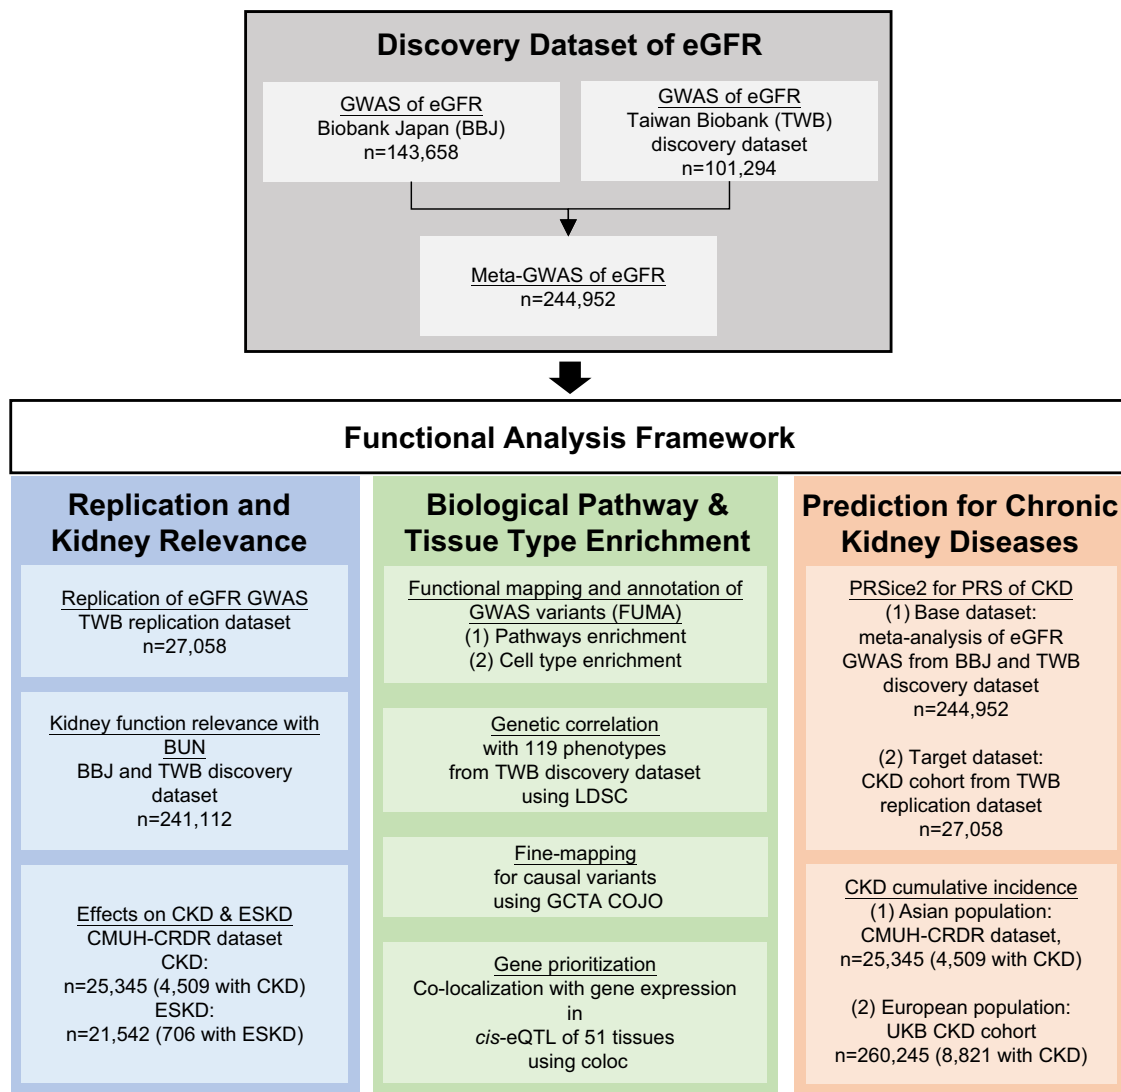 Discovery Dataset of eGFR
GWAS of eGFR
Biobank Japan (BBJ)
n=143,658
GWAS of eGFR
Taiwan Biobank (TWB)
discovery dataset
n=101,294
Meta-GWAS of eGFR
n=244,952
Functional Analysis Framework
Replication and
Kidney Relevance
Replication of eGFR GWAS
TWB replication dataset
n=27,058
Kidney function relevance with
BUN
BBJ and TWB discovery
dataset
n=241,112
Effects on CKD & ESKD
CMUH-CRDR dataset
CKD:
n=25,345 (4,509 with CKD)
ESKD:
n=21,542 (706 with ESKD)
Biological Pathway &
Tissue Type Enrichment
Functional mapping and annotation of
GWAS variants (FUMA)
(1) Pathways enrichment
(2) Cell type enrichment
Genetic correlation
with 119 phenotypes
from TWB discovery dataset
using LDSC
Fine-mapping
for causal variants
using GCTA COJO
Gene prioritization
Co-localization with gene expression
in
cis-eQTL of 51 tissues
using coloc
Prediction for Chronic
Kidney Diseases
PRSice2 for PRS of CKD
(1) Base dataset:
meta-analysis of eGFR
GWAS from BBJ and TWB
discovery dataset
n=244,952
(2) Target dataset:
CKD cohort from TWB
replication dataset
n=27,058
CKD cumulative incidence
(1) Asian population:
CMUH-CRDR dataset,
n=25,345 (4,509 with CKD)
(2) European population:
UKB CKD cohort
n=260,245 (8,821 with CKD)